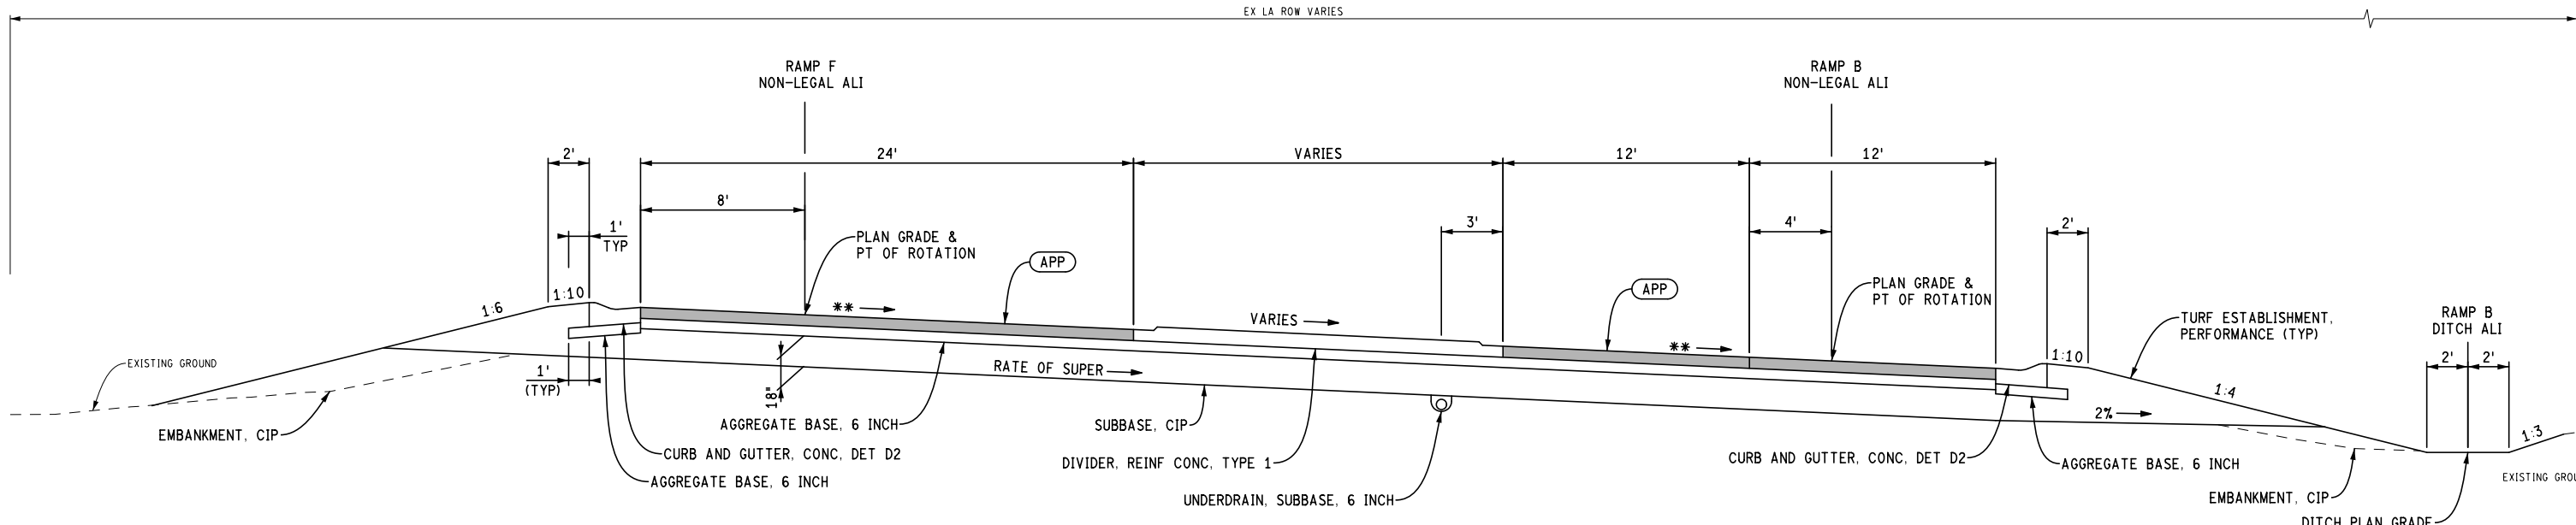 EX LA ROW VARIES
RAMP F
NON-LEGAL ALI
RAMP B
NON-LEGAL ALI
2'
24'
VARIES
12'
12'
8'
1'
TYP
3'
4'
2'
PLAN GRADE &
PT OF ROTATION
APP
APP
PLAN GRADE &
PT OF ROTATION
1:6
1:10
**
VARIES
**
1:10
TURF ESTABLISHMENT,
PERFORMANCE (TYP)
RAMP B
DITCH ALI
2'
2'
EXISTING GROUND
1'
(TYP)
18"
RATE OF SUPER
1:4
2%
1:3
EMBANKMENT, CIP
AGGREGATE BASE, 6 INCH
SUBBASE, CIP
CURB AND GUTTER, CONC, DET D2
DIVIDER, REINF CONC, TYPE 1
CURB AND GUTTER, CONC, DET D2
AGGREGATE BASE, 6 INCH
AGGREGATE BASE, 6 INCH
UNDERDRAIN, SUBBASE, 6 INCH
EXISTING GROU
EMBANKMENT, CIP
DITCH PLAN GRADE